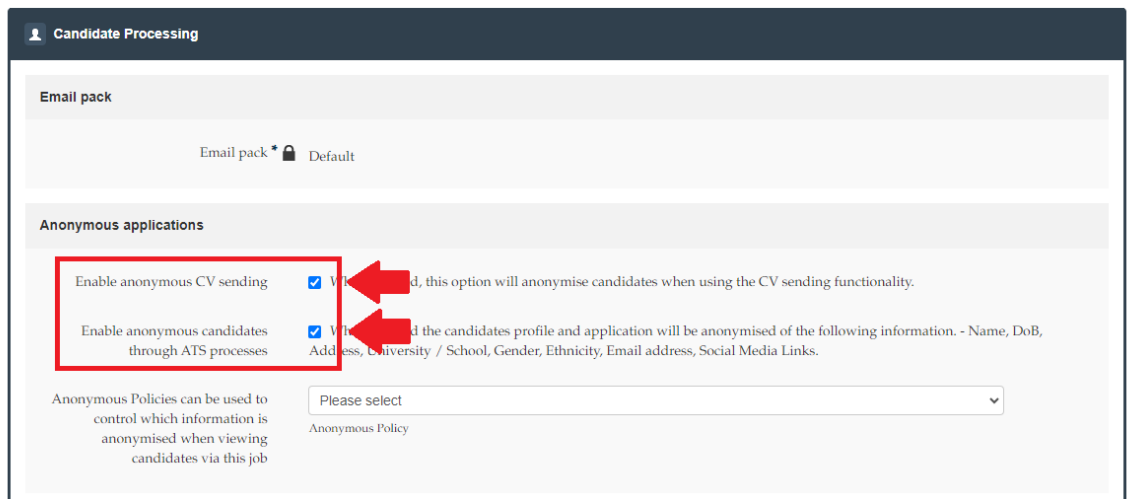 Candidate Processing
Email pack
Email pack * Default
Anonymous applications
Enable anonymous CV sending
this option will anonymise candidates when using the CV sending functionality.
Enable anonymous candidates
through ATS processes
the candidates profile and application will be anonymised of the following information. - Name, DoB,
Address, University / School, Gender, Ethnicity, Email address, Social Media Links.
Anonymous Policies can be used to
control which information is
anonymised when viewing
candidates via this job
Please select
Anonymous Policy